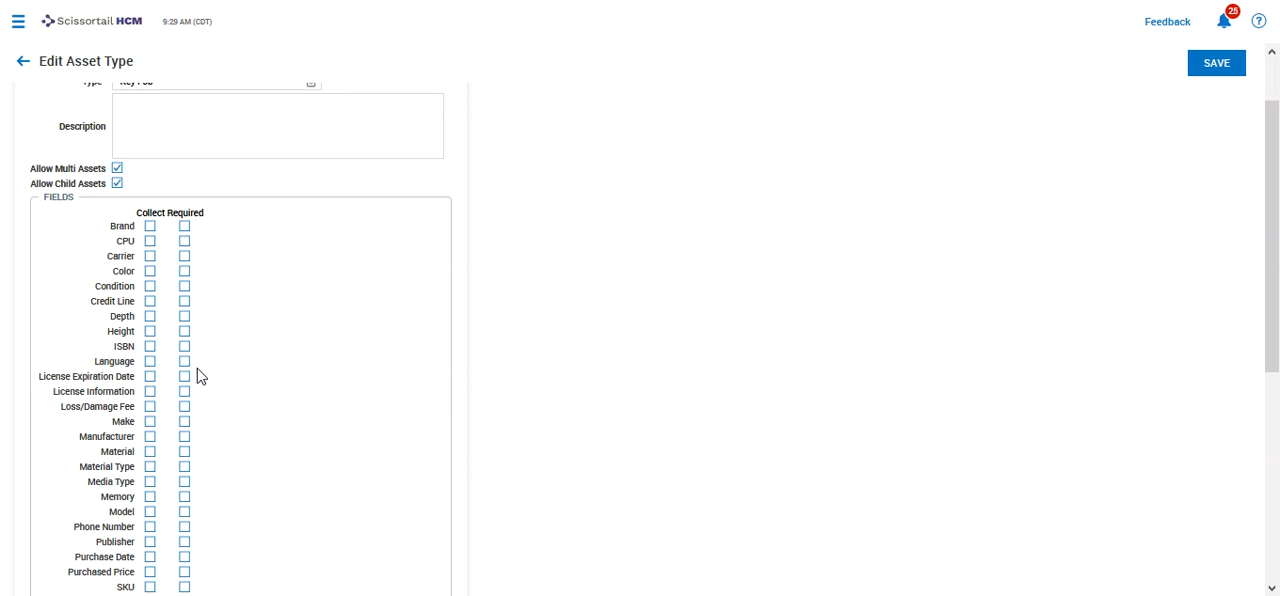 Scissortail HCM 9:29 AM (CDT) Feedback 25 ?
Edit Asset Type SAVE
Type Key Fob
Description
Allow Multi Assets
Allow Child Assets
FIELDS
Collect Required
Brand
CPU
Carrier
Color
Condition
Credit Line
Depth
Height
ISBN
Language
License Expiration Date
License Information
Loss/Damage Fee
Make
Manufacturer
Material
Material Type
Media Type
Memory
Model
Phone Number
Publisher
Purchase Date
Purchased Price
SKU